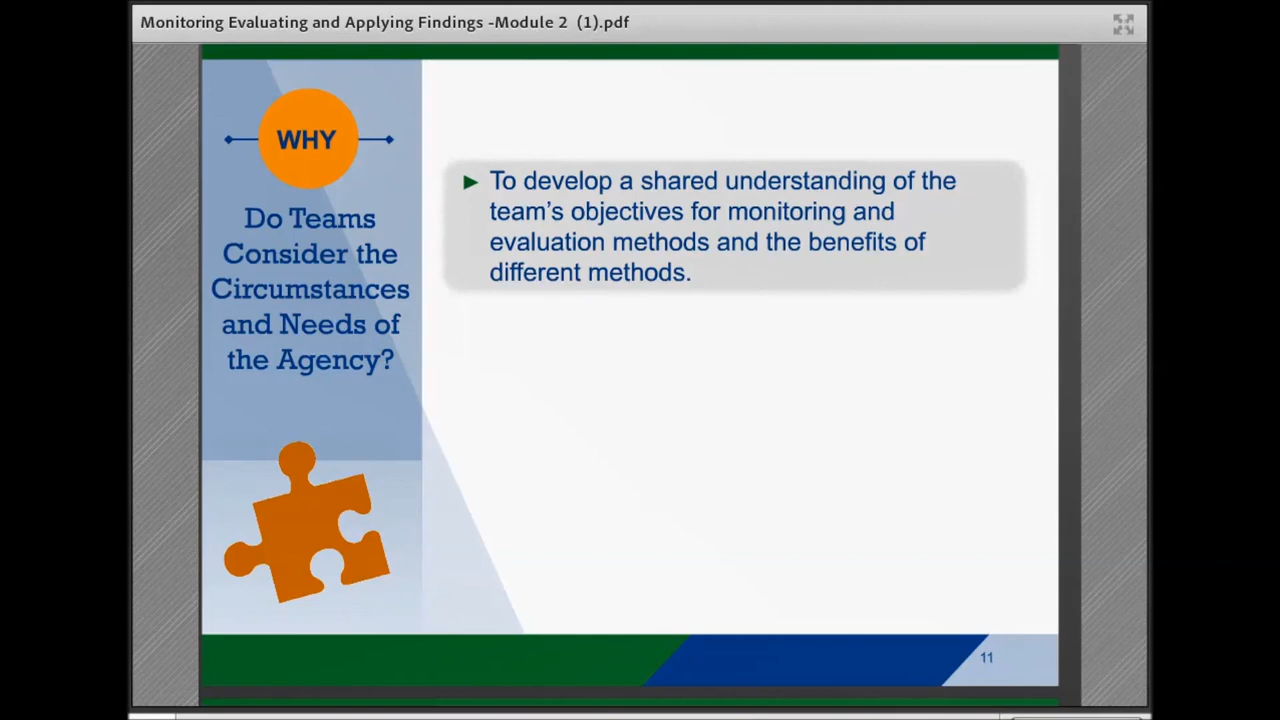 Monitoring Evaluating and Applying Findings -Module 2 (1).pdf
WHY
Do Teams
Consider the
Circumstances
and Needs of
the Agency?
► To develop a shared understanding of the
team's objectives for monitoring and
evaluation methods and the benefits of
different methods.
11